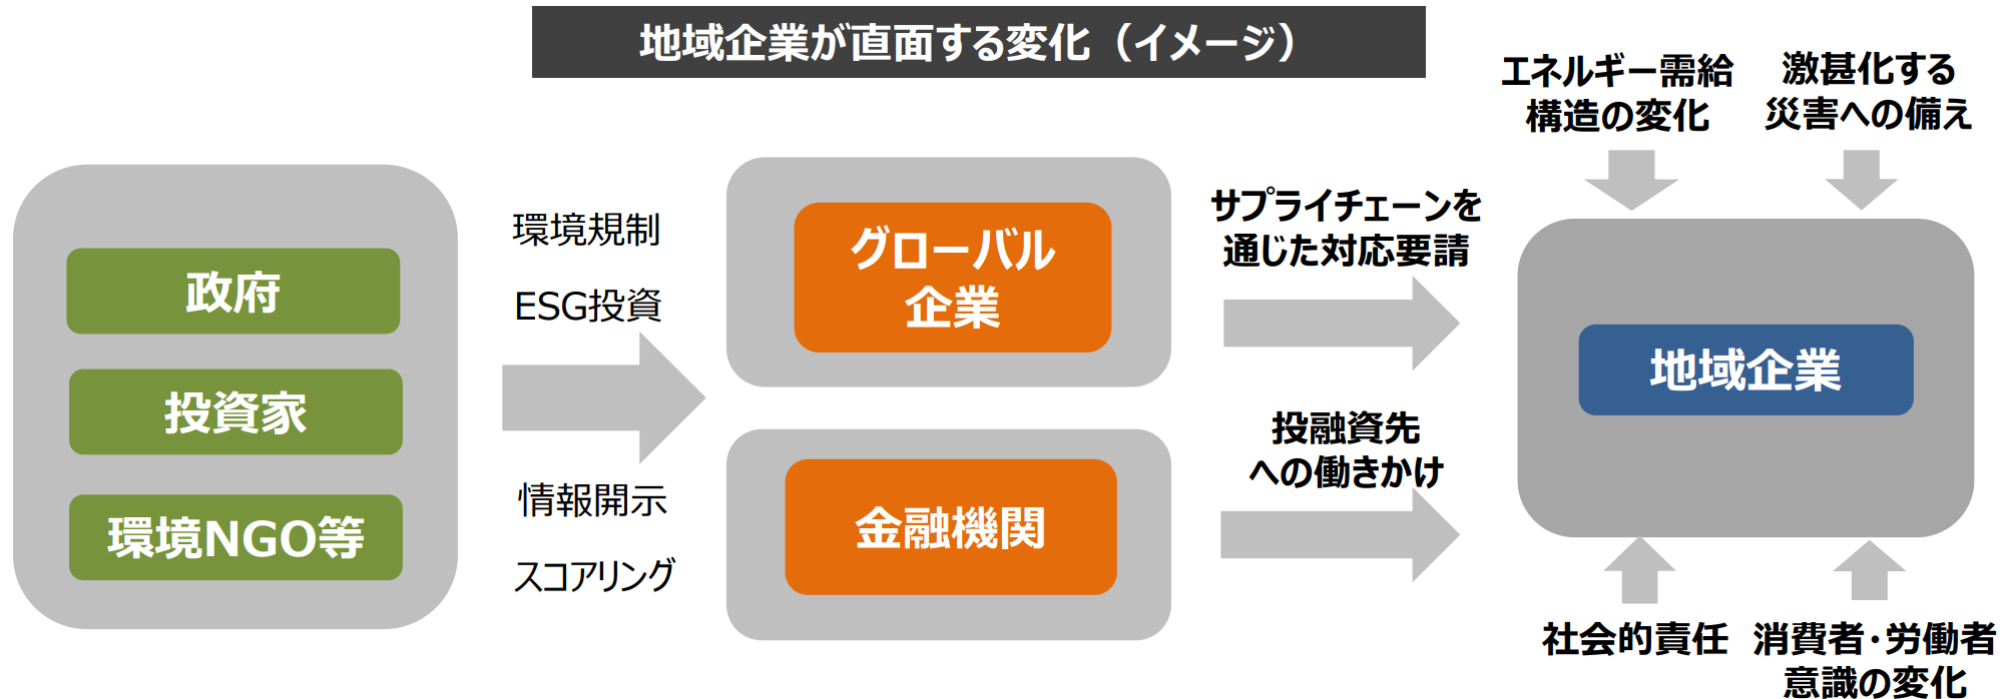 地域企業が直面する変化（イメージ）
政府
投資家
環境NGO等
環境規制
ESG投資
情報開示
スコアリング
グローバル
企業
金融機関
サプライチェーンを
通じた対応要請
投融資先
への働きかけ
エネルギー需給
構造の変化
激甚化する
災害への備え
地域企業
社会的責任
消費者・労働者
意識の変化